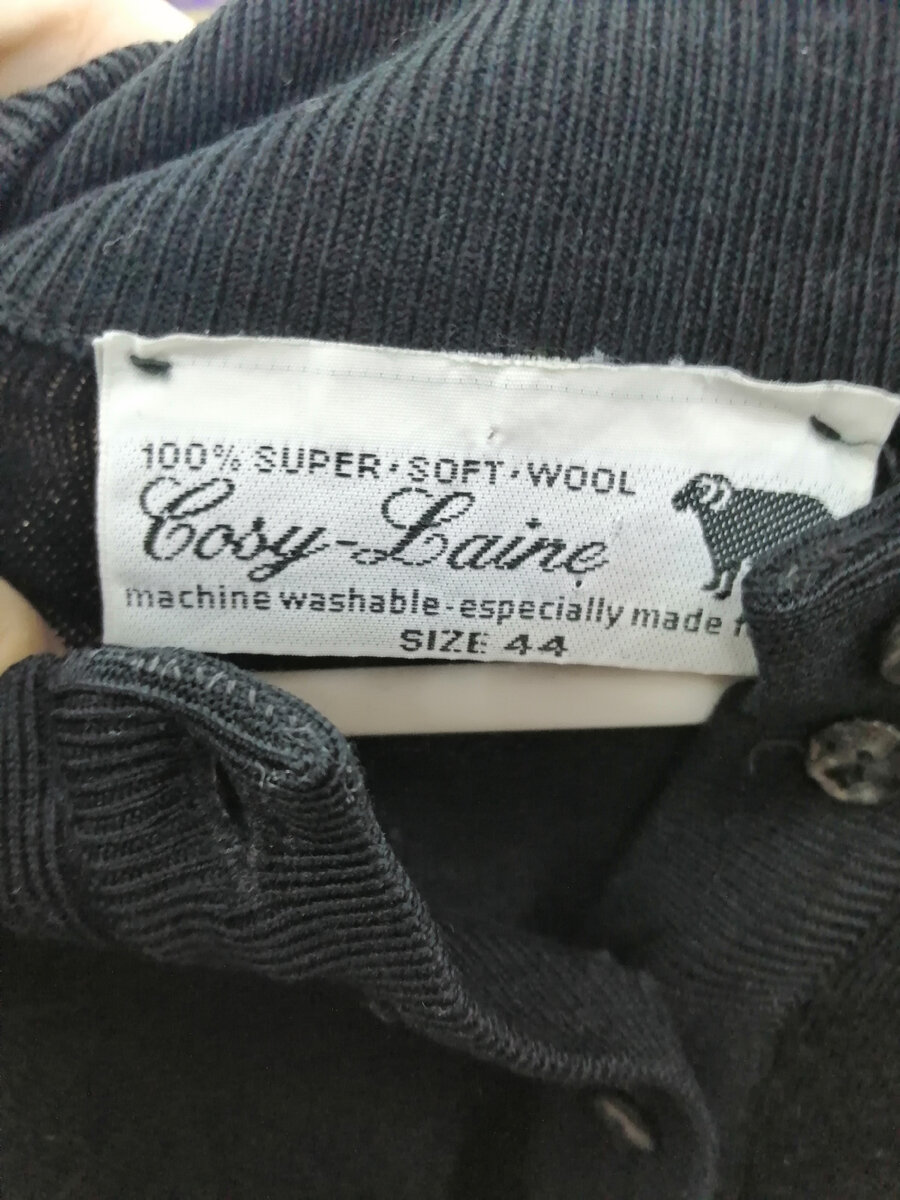 100% SUPER·SOFT·WOOL
Cosy-Laine
machine washable-especially made
SIZE 44